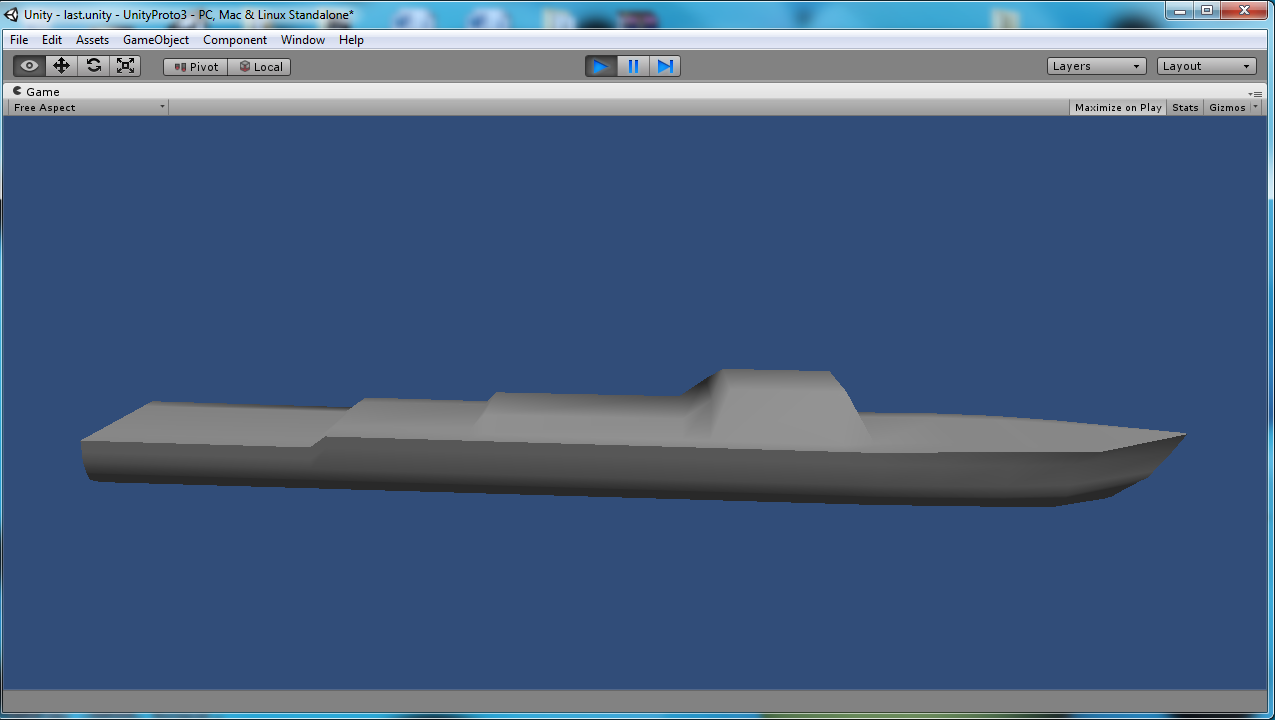 Unity - last.unity - UnityProto3 - PC, Mac & Linux Standalone*
File Edit Assets GameObject Component Window Help
Pivot Local Layers Layout
Game
Free Aspect Maximize on Play Stats Gizmos